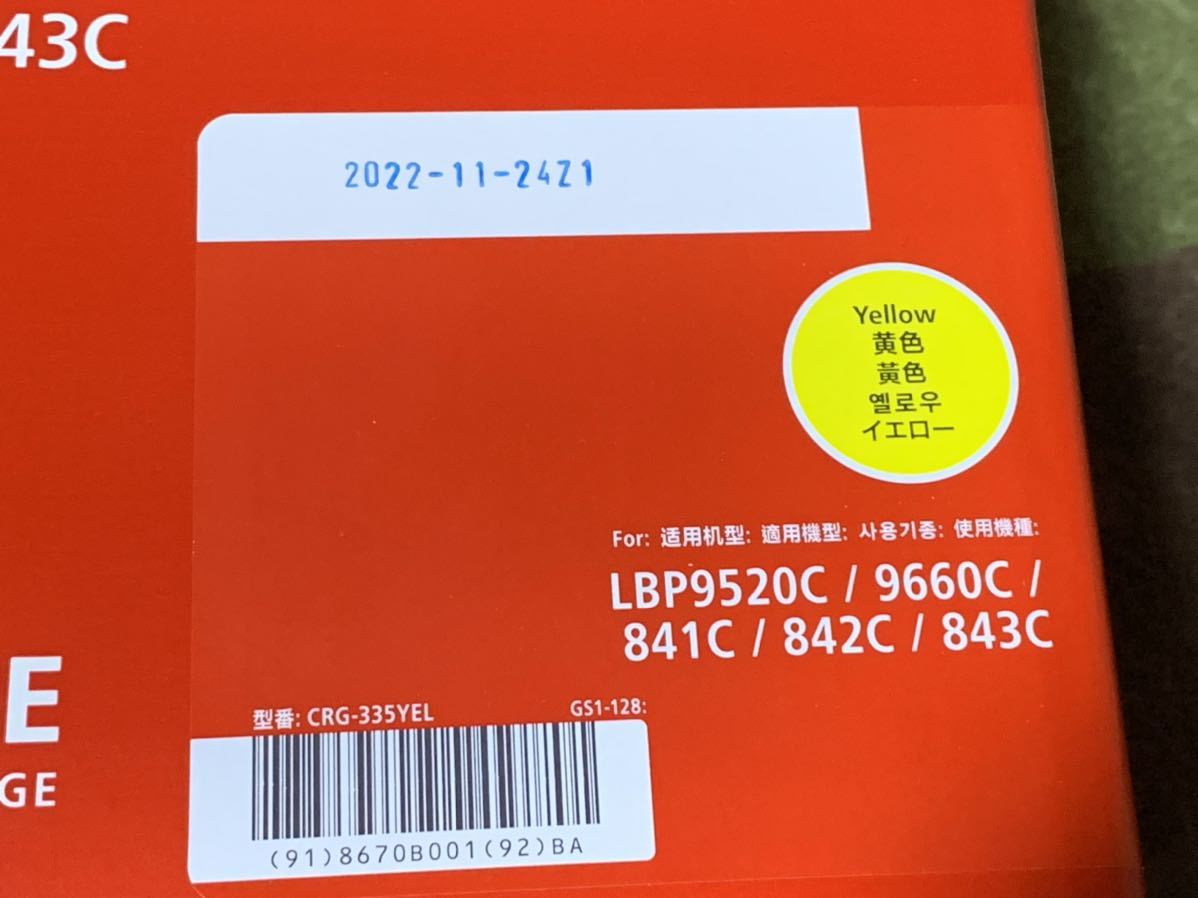 43C
2022-11-24Z1
Yellow
黄色
黃色
옐로우
イエロー
For: 适用机型: 適用機型: 사용기종: 使用機種:
LBP9520C / 9660C /
841C / 842C / 843C
E
GE
型番: CRG-335YEL
GS1-128:
(91)8670B001(92)BA